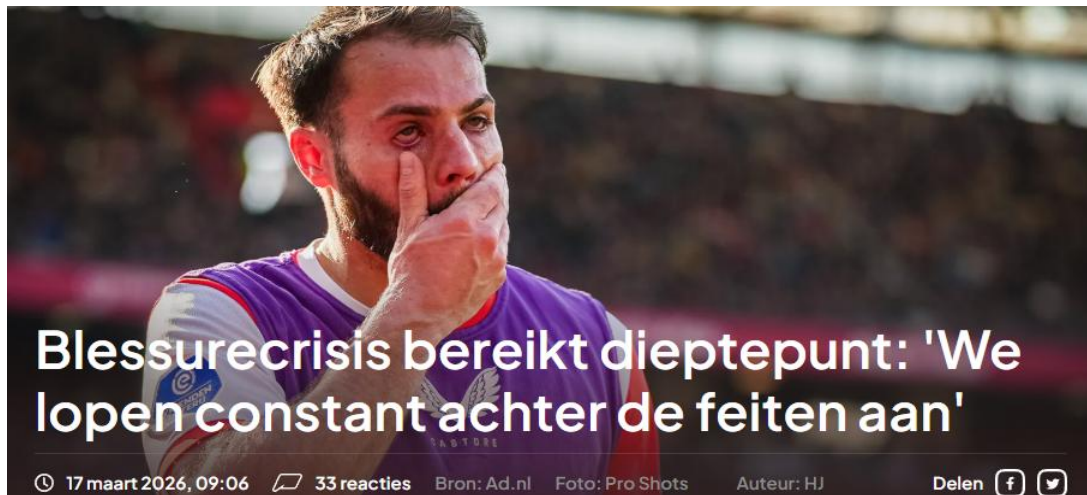 Blessurecrisis bereikt dieptepunt: 'We
lopen constant achter de feiten aan'
CASTORE
17 maart 2026, 09:06 33 reacties Bron: Ad.nl Foto: Pro Shots Auteur: HJ Delen